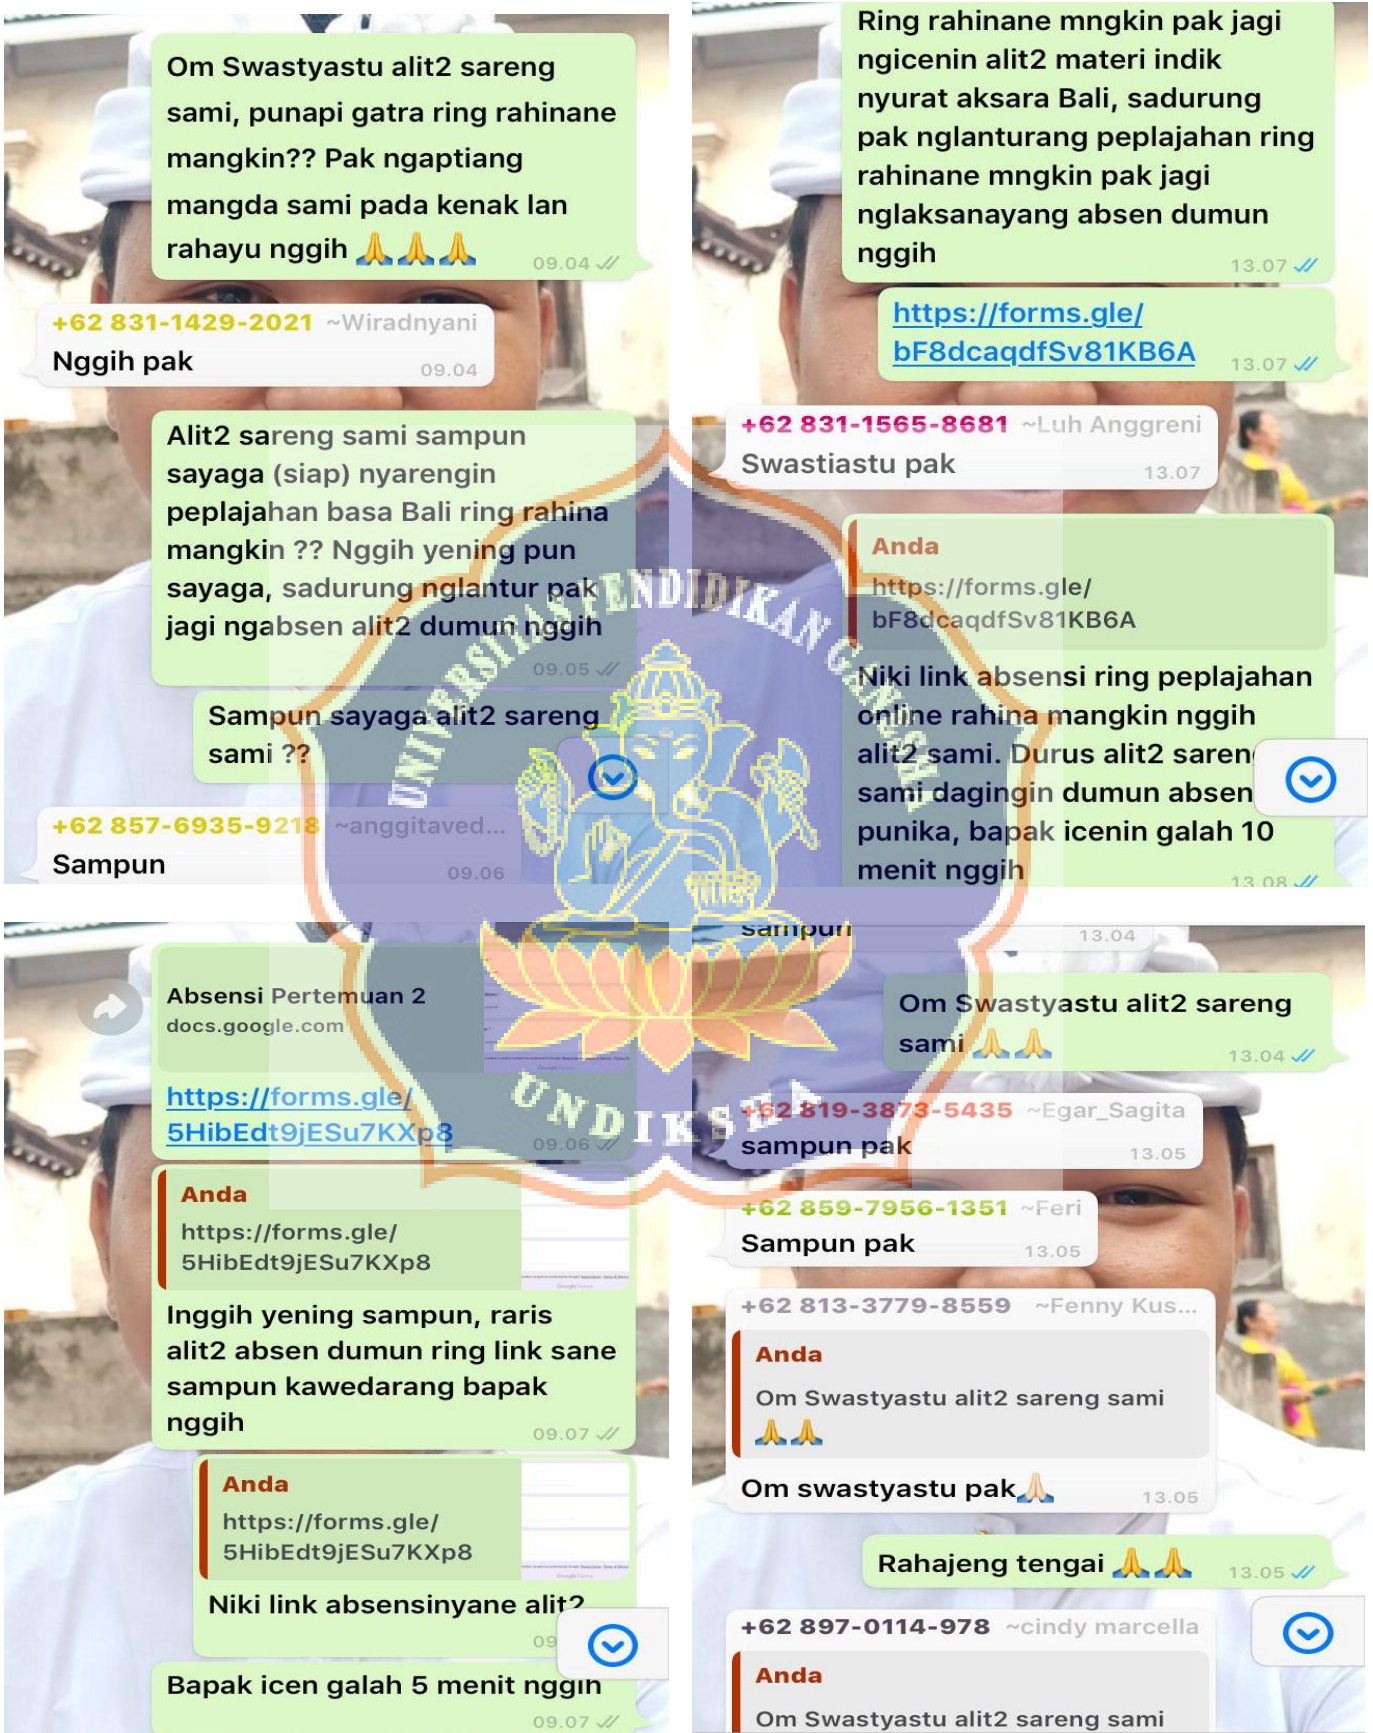 Om Swastyastu alit2 sareng
sami, punapi gatra ring rahinane
mangkin?? Pak ngaptiang
mangda sami pada kenak lan
rahayu nggih 🙏🙏🙏
09.04
+62 831-1429-2021 ~Wiradnyani
Nggih pak
09.04
Alit2 sareng sami sampun
sayaga (siap) nyarengin
peplajahan basa Bali ring rahina
mangkin ?? Nggih yening pun
sayaga, sadurung nglantur pak
jagi ngabsen alit2 dumun nggih
09.05
Sampun sayaga alit2 sareng
sami ??
+62 857-6935-9218 ~anggitaved...
Sampun
09.06
Ring rahinane mngkin pak jagi
ngicenin alit2 materi indik
nyurat aksara Bali, sadurung
pak nglanturang peplajahan ring
rahinane mngkin pak jagi
nglaksanayang absen dumun
nggih
13.07
https://forms.gle/
bF8dcaqdfSv81KB6A
13.07
+62 831-1565-8681 ~Luh Anggreni
Swastiastu pak
13.07
Anda
https://forms.gle/
bF8dcaqdfSv81KB6A
Niki link absensi ring peplajahan
online rahina mangkin nggih
alit2 sami. Durus alit2 saren
sami dagingin dumun absen
punika, bapak icenin galah 10
menit nggih
13.08
UNIVERSITAS PENDIDIKAN GANESHA
UNDIKSHA
Absensi Pertemuan 2
docs.google.com
https://forms.gle/
5HibEdt9jESu7KXp8
09.06
Anda
https://forms.gle/
5HibEdt9jESu7KXp8
Inggih yening sampun, raris
alit2 absen dumun ring link sane
sampun kawedarang bapak
nggih
09.07
Anda
https://forms.gle/
5HibEdt9jESu7KXp8
Niki link absensinyane alit2
09
Bapak icen galah 5 menit nggih
09.07
sampun
13.04
Om Swastyastu alit2 sareng
sami 🙏🙏
13.04
+62 819-3873-5435 ~Egar_Sagita
sampun pak
13.05
+62 859-7956-1351 ~Feri
Sampun pak
13.05
+62 813-3779-8559 ~Fenny Kus...
Anda
Om Swastyastu alit2 sareng sami
🙏🙏
Om swastyastu pak🙏🏻
13.05
Rahajeng tengai 🙏🙏
13.05
+62 897-0114-978 ~cindy marcella
Anda
Om Swastyastu alit2 sareng sami